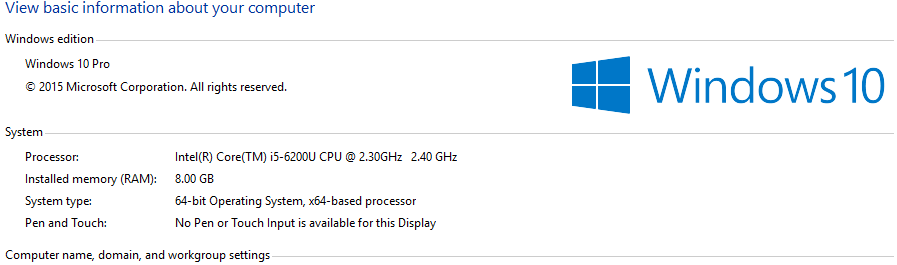 View basic information about your computer
Windows edition
Windows 10 Pro
© 2015 Microsoft Corporation. All rights reserved.
Windows 10
System
Processor: Intel(R) Core(TM) i5-6200U CPU @ 2.30GHz 2.40 GHz
Installed memory (RAM): 8.00 GB
System type: 64-bit Operating System, x64-based processor
Pen and Touch: No Pen or Touch Input is available for this Display
Computer name, domain, and workgroup settings